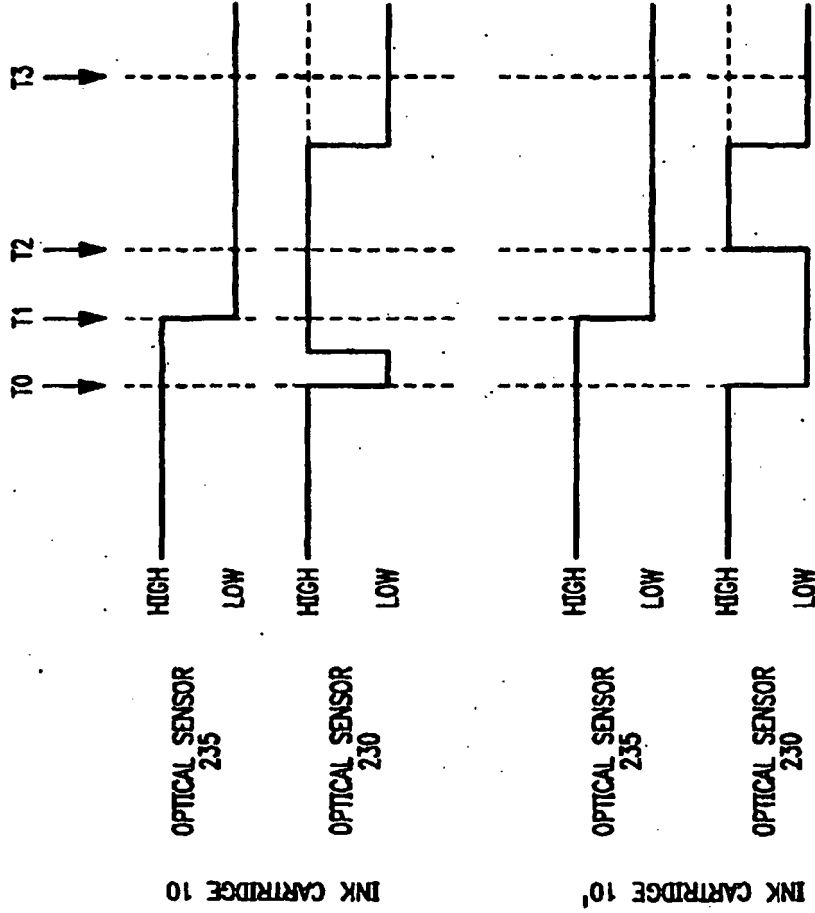 T0 T1 T2 T3
INK CARTRIDGE 10
OPTICAL SENSOR
235
HIGH
LOW
OPTICAL SENSOR
230
HIGH
LOW
INK CARTRIDGE 10'
OPTICAL SENSOR
235
HIGH
LOW
OPTICAL SENSOR
230
HIGH
LOW